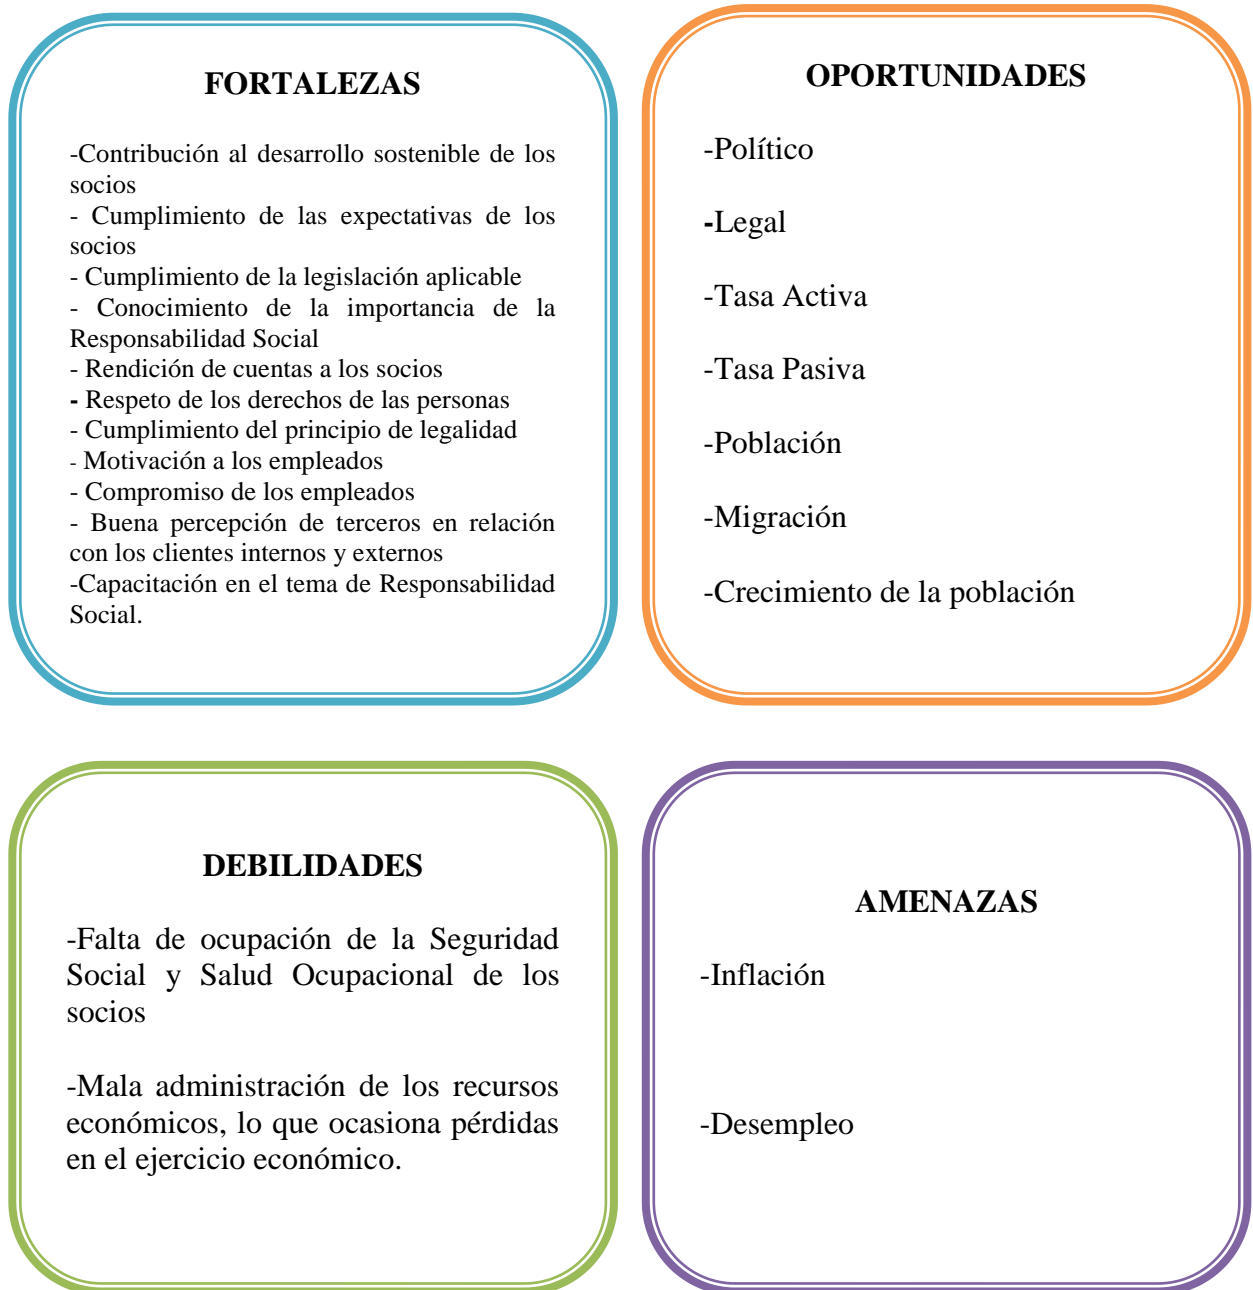 FORTALEZAS
-Contribución al desarrollo sostenible de los
socios
- Cumplimiento de las expectativas de los
socios
- Cumplimiento de la legislación aplicable
- Conocimiento de la importancia de la
Responsabilidad Social
- Rendición de cuentas a los socios
- Respeto de los derechos de las personas
- Cumplimiento del principio de legalidad
- Motivación a los empleados
- Compromiso de los empleados
- Buena percepción de terceros en relación
con los clientes internos y externos
-Capacitación en el tema de Responsabilidad
Social.
OPORTUNIDADES
-Político
-Legal
-Tasa Activa
-Tasa Pasiva
-Población
-Migración
-Crecimiento de la población
DEBILIDADES
-Falta de ocupación de la Seguridad
Social y Salud Ocupacional de los
socios
-Mala administración de los recursos
económicos, lo que ocasiona pérdidas
en el ejercicio económico.
AMENAZAS
-Inflación
-Desempleo